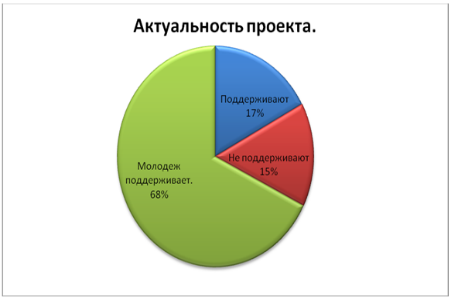 Актуальность проекта.
Поддерживают
17%
Не поддерживают
15%
Молодеж
поддерживает.
68%